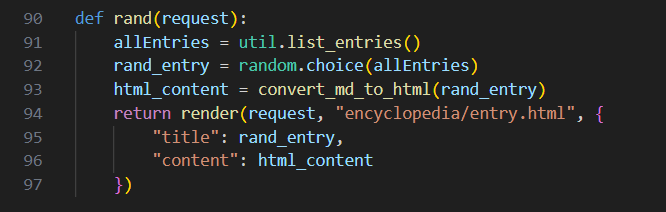 90 def rand(request):
91     allEntries = util.list_entries()
92     rand_entry = random.choice(allEntries)
93     html_content = convert_md_to_html(rand_entry)
94     return render(request, "encyclopedia/entry.html", {
95         "title": rand_entry,
96         "content": html_content
97     })